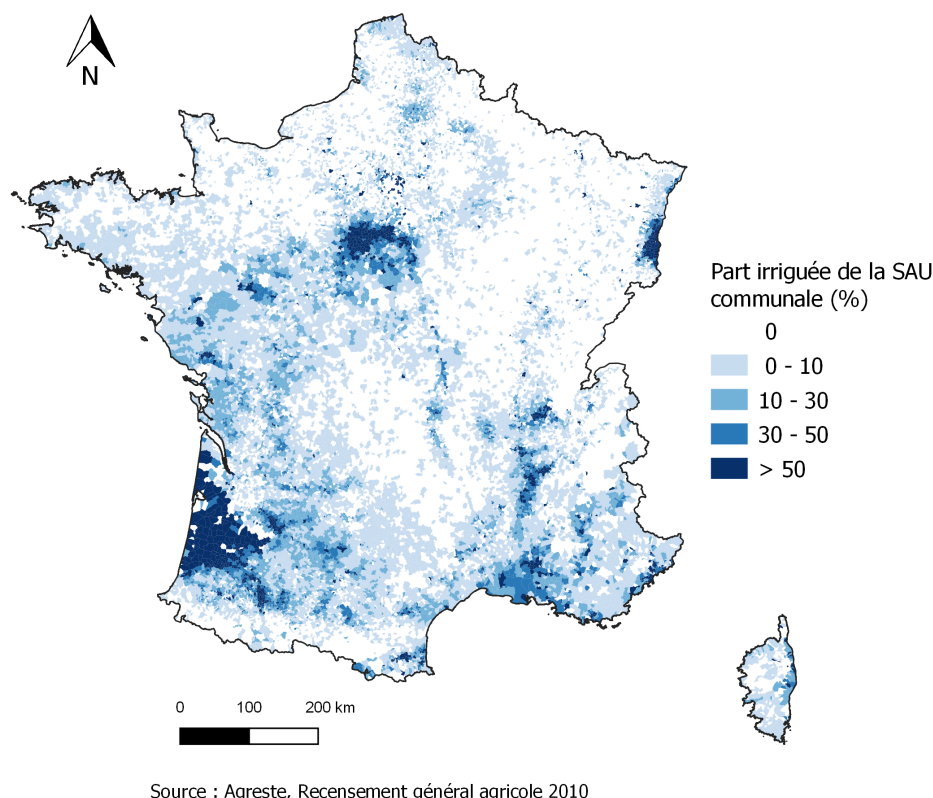 N
Part irriguée de la SAU
communale (%)
0
0 - 10
10 - 30
30 - 50
> 50
0 100 200 km
Source : Agreste, Recensement général agricole 2010